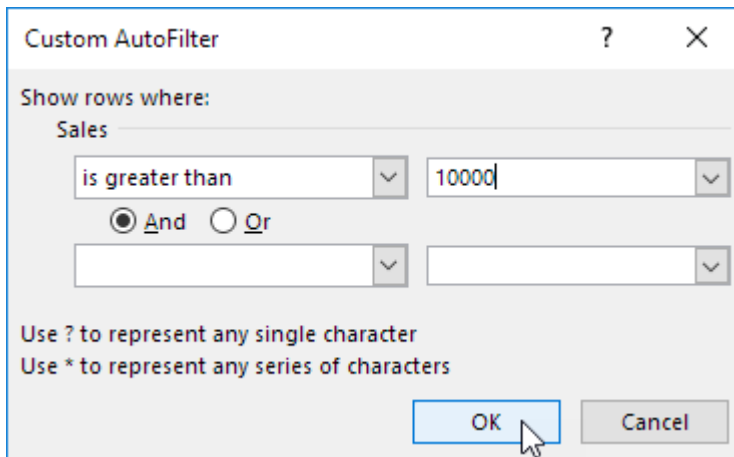 Custom AutoFilter ?
Show rows where:
Sales
is greater than 10000
And Or
Use ? to represent any single character
Use * to represent any series of characters
OK Cancel